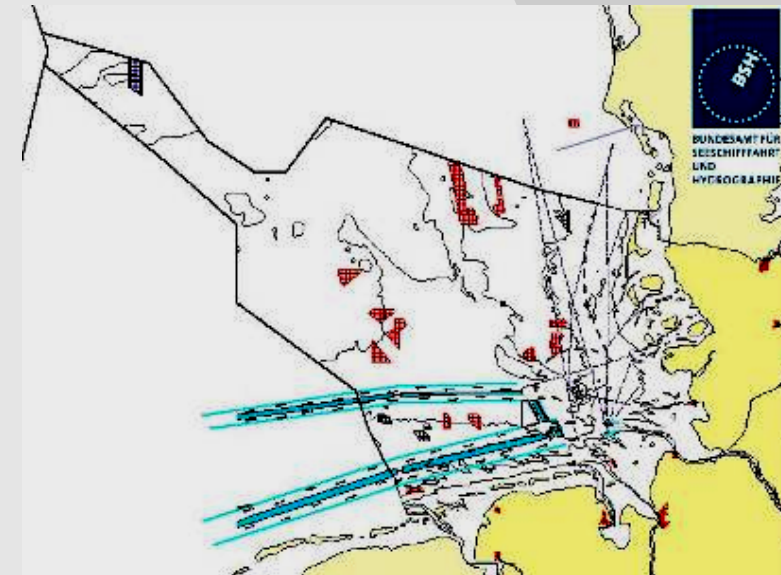 BSH
BUNDESAMT FÜR
SEESCHIFFFAHRT
UND
HYDROGRAPHIE